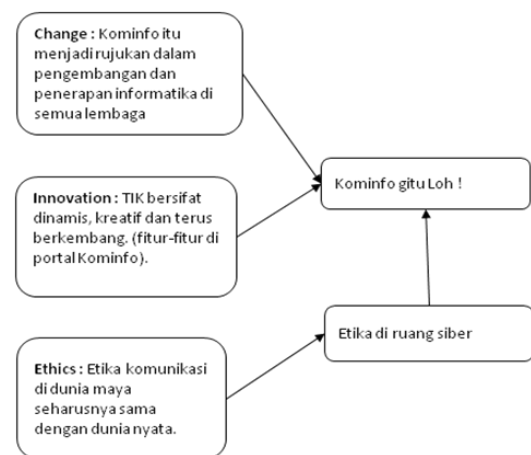 Change : Kominfo itu
menjadi rujukan dalam
pengembangan dan
penerapan informatika di
semua lembaga
Innovation : TIK bersifat
dinamis, kreatif dan terus
berkembang. (fitur-fitur di
portal Kominfo).
Ethics : Etika komunikasi
di dunia maya
seharusnya sama
dengan dunia nyata.
Kominfo gitu Loh !
Etika di ruang siber